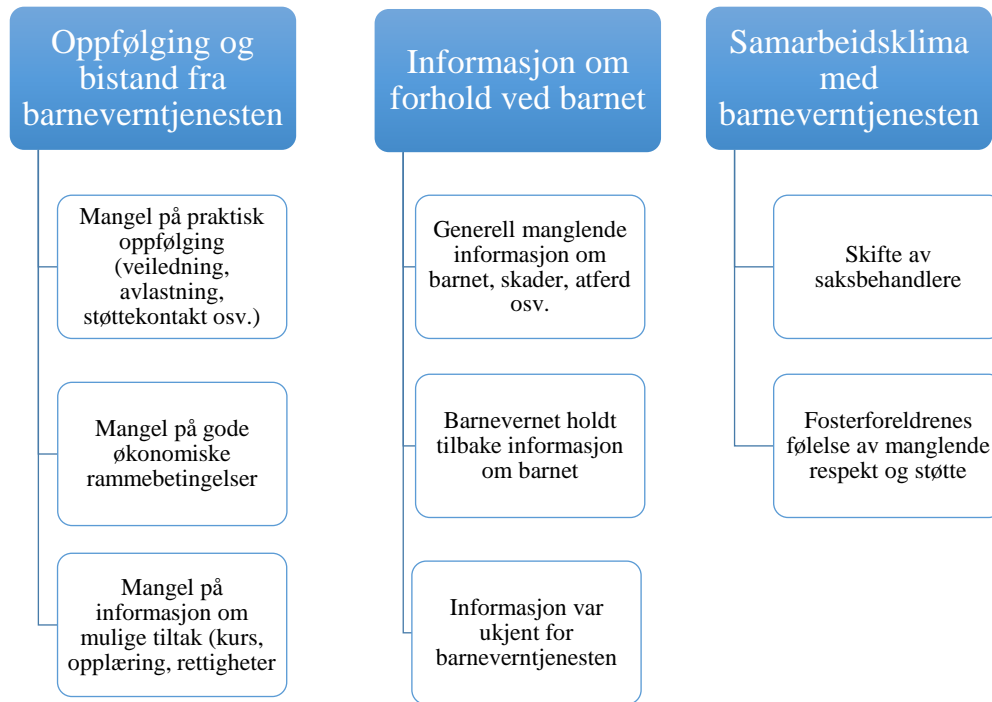 Oppfølging og
bistand fra
barneverntjenesten
Mangel på praktisk
oppfølging
(veiledning,
avlastning,
støttekontakt osv.)
Mangel på gode
økonomiske
rammebetingelser
Mangel på
informasjon om
mulige tiltak (kurs,
opplæring, rettigheter
Informasjon om
forhold ved barnet
Generell manglende
informasjon om
barnet, skader, atferd
osv.
Barnevernet holdt
tilbake informasjon
om barnet
Informasjon var
ukjent for
barneverntjenesten
Samarbeidsklima
med
barneverntjenesten
Skifte av
saksbehandlere
Fosterforeldrenes
følelse av manglende
respekt og støtte